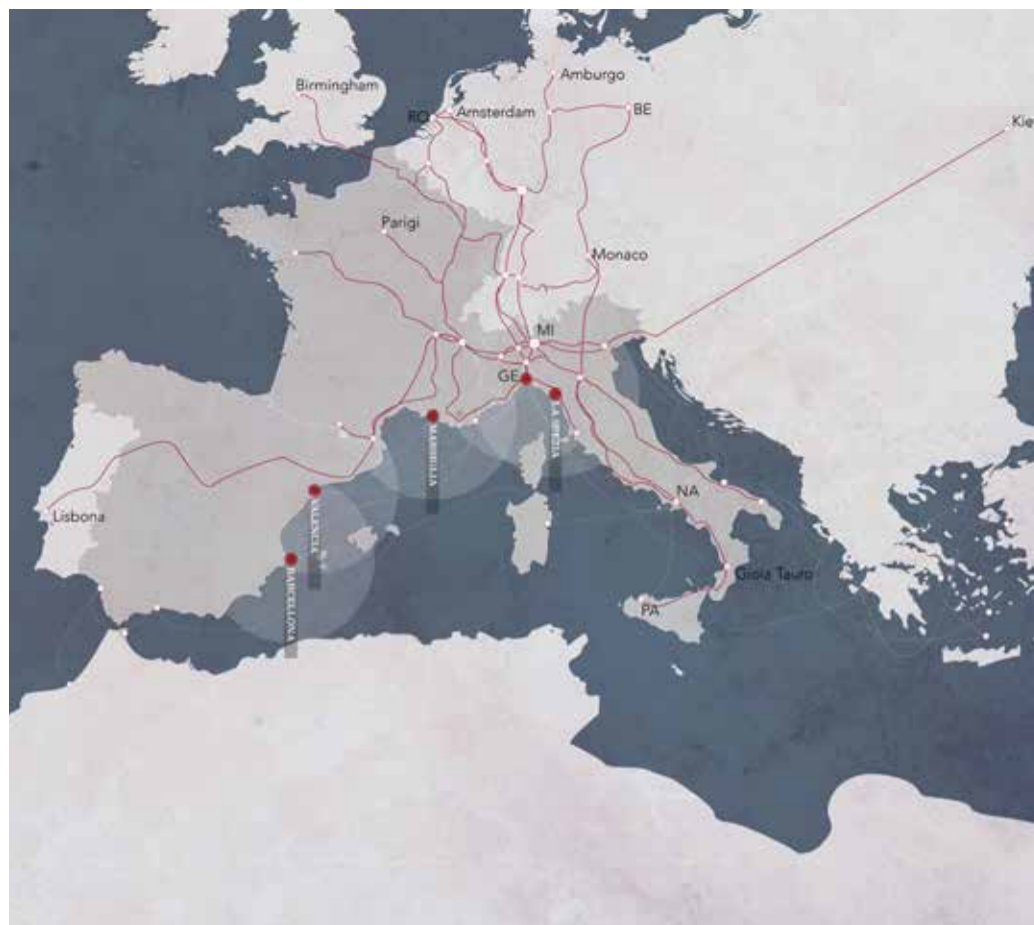 Amburgo
Birmingham
RO
Amsterdam
BE
Kie
Parigi
Monaco
MI
GE
LA SPEZIA
MARSIGLIA
NA
VALENCIA
Lisbona
BARCELLONA
Gioia Tauro
PA